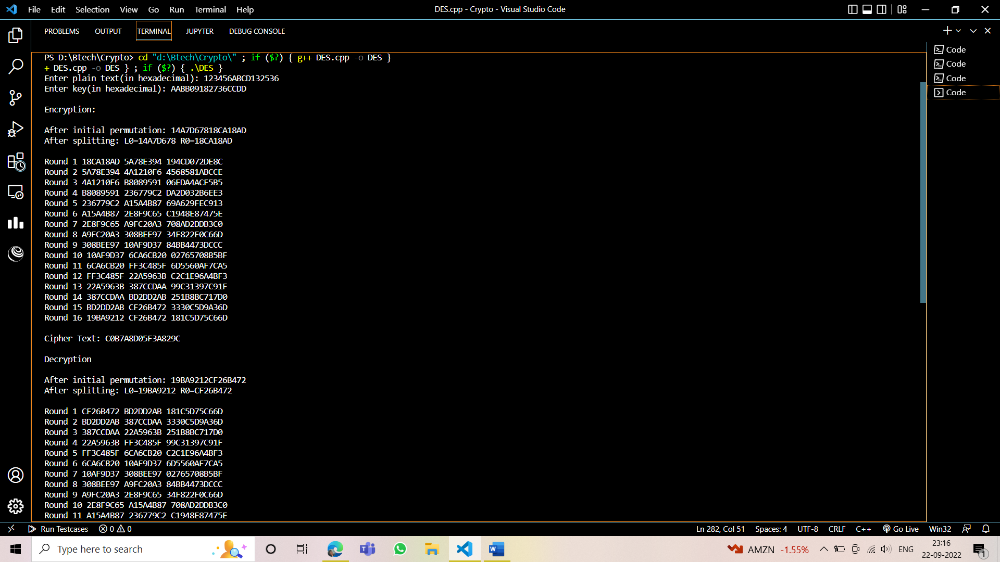 File Edit Selection View Go Run Terminal Help
DES.cpp - Crypto - Visual Studio Code
PROBLEMS OUTPUT TERMINAL JUPYTER DEBUG CONSOLE
PS D:\Btech\Crypto> cd "d:\Btech\Crypto\" ; if ($?) { g++ DES.cpp -o DES }
+ DES.cpp -o DES } ; if ($?) { .\DES }
Enter plain text(in hexadecimal): 123456ABCD132536
Enter key(in hexadecimal): AABB09182736CCDD
Encryption:
After initial permutation: 14A7D67818CA18AD
After splitting: L0=14A7D678 R0=18CA18AD
Round 1 18CA18AD 5A78E394 194CD072DE8C
Round 2 5A78E394 4A1210F6 4568581ABCCE
Round 3 4A1210F6 B8089591 06EDA4ACF5B5
Round 4 B8089591 236779C2 DA2D032B6EE3
Round 5 236779C2 A15A4B87 69A629FEC913
Round 6 A15A4B87 2E8F9C65 C1948E87475E
Round 7 2E8F9C65 A9FC20A3 708AD2DDB3C0
Round 8 A9FC20A3 308BEE97 34F822F0C66D
Round 9 308BEE97 10AF9D37 84BB4473DCCC
Round 10 10AF9D37 6CA6CB20 02765708B5BF
Round 11 6CA6CB20 FF3C485F 6D5560AF7CA5
Round 12 FF3C485F 22A5963B C2C1E96A4BF3
Round 13 22A5963B 387CCDAA 99C31397C91F
Round 14 387CCDAA BD2DD2AB 251B8BC717D0
Round 15 BD2DD2AB CF26B472 3330C5D9A36D
Round 16 19BA9212 CF26B472 181C5D75C66D
Cipher Text: C0B7A8D05F3A829C
Decryption
After initial permutation: 19BA9212CF26B472
After splitting: L0=19BA9212 R0=CF26B472
Round 1 CF26B472 BD2DD2AB 181C5D75C66D
Round 2 BD2DD2AB 387CCDAA 3330C5D9A36D
Round 3 387CCDAA 22A5963B 251B8BC717D0
Round 4 22A5963B FF3C485F 99C31397C91F
Round 5 FF3C485F 6CA6CB20 C2C1E96A4BF3
Round 6 6CA6CB20 10AF9D37 6D5560AF7CA5
Round 7 10AF9D37 308BEE97 02765708B5BF
Round 8 308BEE97 A9FC20A3 84BB4473DCCC
Round 9 A9FC20A3 2E8F9C65 34F822F0C66D
Round 10 2E8F9C65 A15A4B87 708AD2DDB3C0
Round 11 A15A4B87 236779C2 C1948E87475E
Code
Code
Code
Code
Run Testcases 0 0
Ln 282, Col 51 Spaces: 4 UTF-8 CRLF C++ Go Live Win32
Type here to search
AMZN -1.55%
ENG
23:16
22-09-2022
1